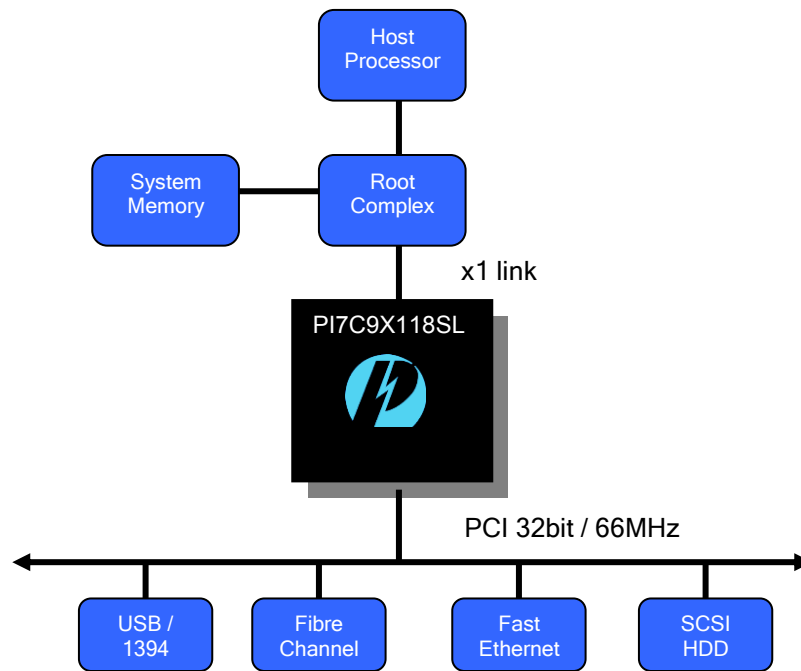 Host
Processor
System
Memory
Root
Complex
x1 link
PI7C9X118SL
PCI 32bit / 66MHz
USB /
1394
Fibre
Channel
Fast
Ethernet
SCSI
HDD